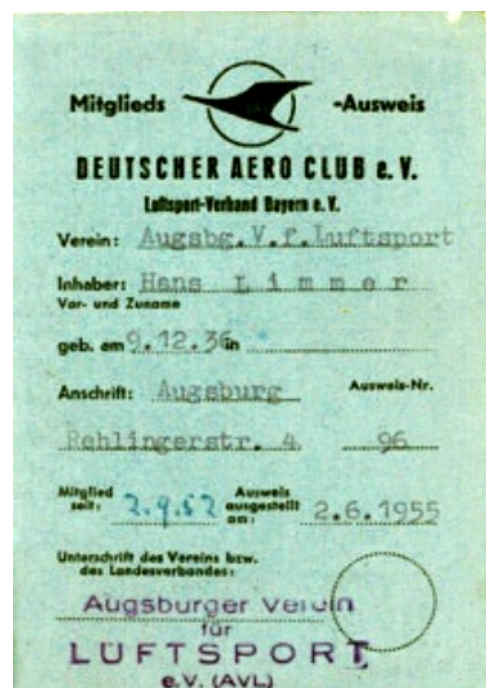 Mitglieds -Ausweis
DEUTSCHER AERO CLUB e. V.
Luftsport-Verband Bayern e. V.
Verein: Augsbg.V.f.Luftsport
Inhaber: Hans Limmer
Vor- und Zuname
geb. am 9.12.36 in
Anschrift: Augsburg Ausweis-Nr.
Rehlingerstr. 4 96
Mitglied seit: 2.9.52 Ausweis ausgestellt am: 2.6.1955
Unterschrift des Vereins bzw.
des Landesverbandes:
Augsburger Verein
für
LUFTSPORT
e.V. (AVL)